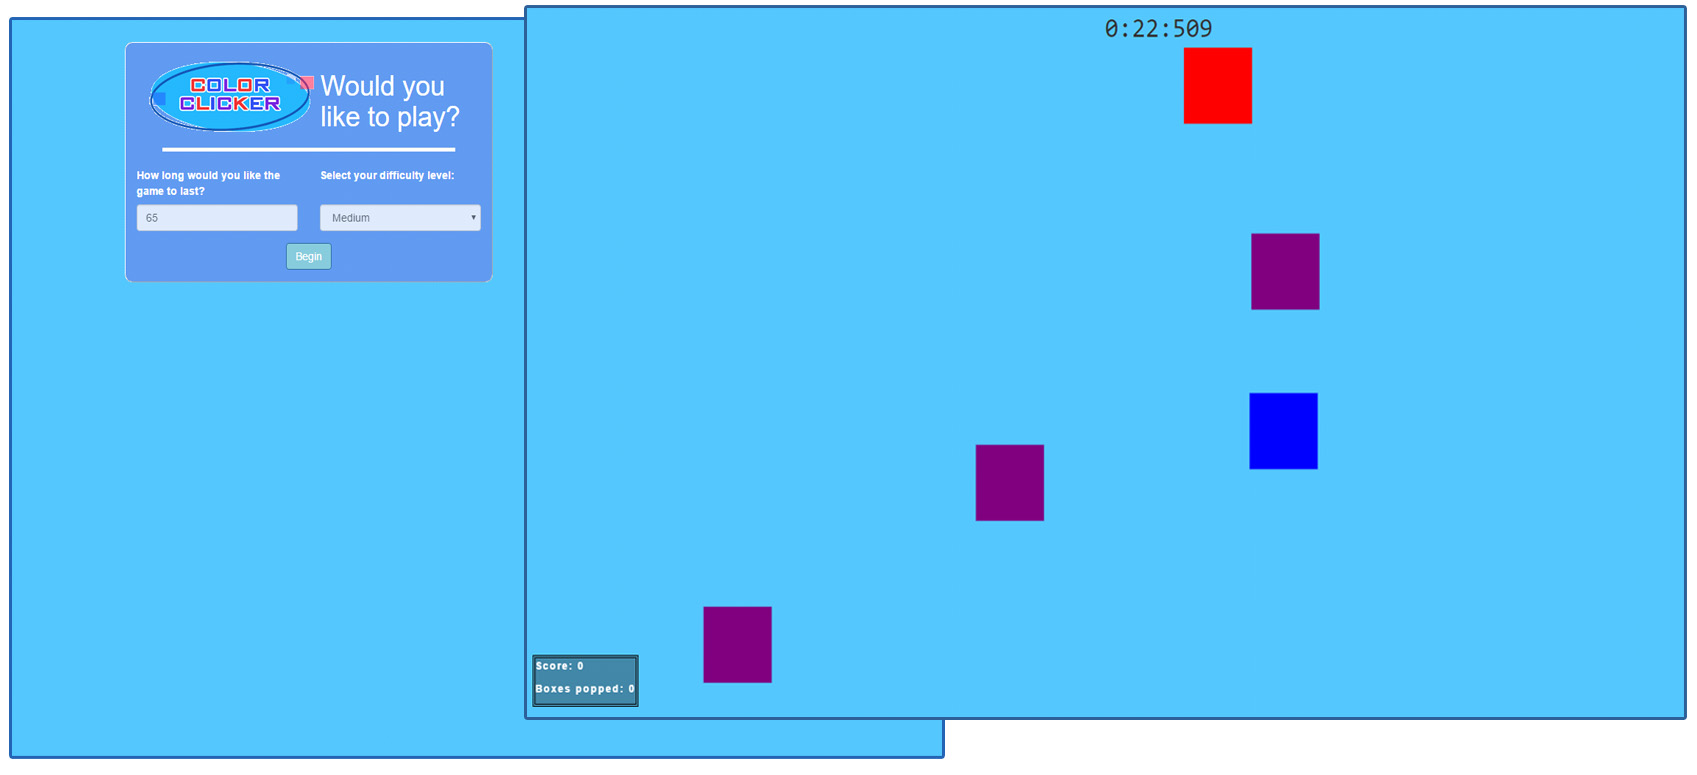 COLOR
CLICKER
Would you
like to play?
How long would you like the
game to last?
Select your difficulty level:
65
Medium
Begin
0:22:509
Score: 0
Boxes popped: 0